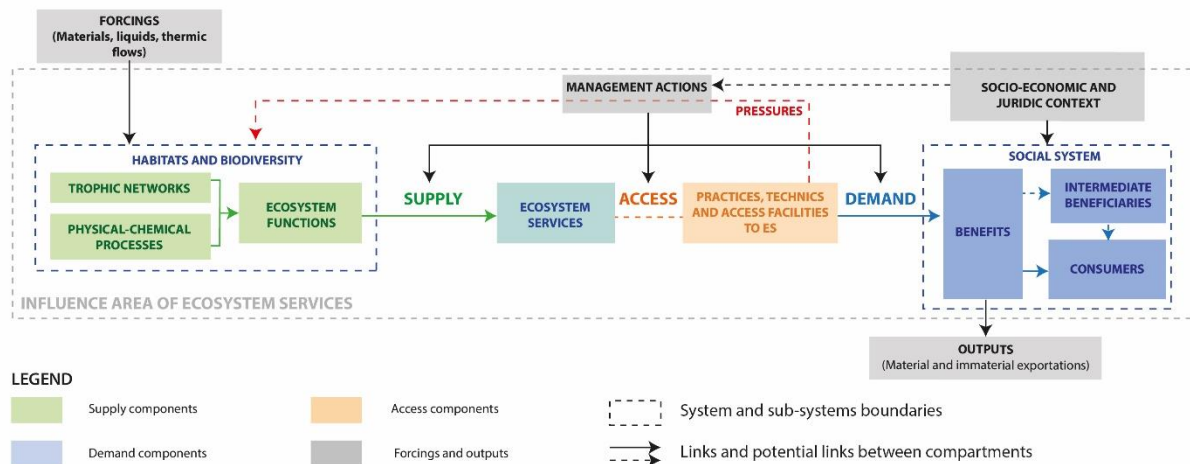 FORCINGS
(Materials, liquids, thermic
flows)
MANAGEMENT ACTIONS
SOCIO-ECONOMIC AND
JURIDIC CONTEXT
PRESSURES
HABITATS AND BIODIVERSITY
TROPHIC NETWORKS
PHYSICAL-CHEMICAL
PROCESSES
ECOSYSTEM
FUNCTIONS
SUPPLY
ECOSYSTEM
SERVICES
ACCESS
PRACTICES, TECHNICS
AND ACCESS FACILITIES
TO ES
DEMAND
SOCIAL SYSTEM
BENEFITS
INTERMEDIATE
BENEFICIARIES
CONSUMERS
INFLUENCE AREA OF ECOSYSTEM SERVICES
OUTPUTS
(Material and immaterial exportations)
LEGEND
Supply components
Access components
System and sub-systems boundaries
Demand components
Forcings and outputs
Links and potential links between compartments